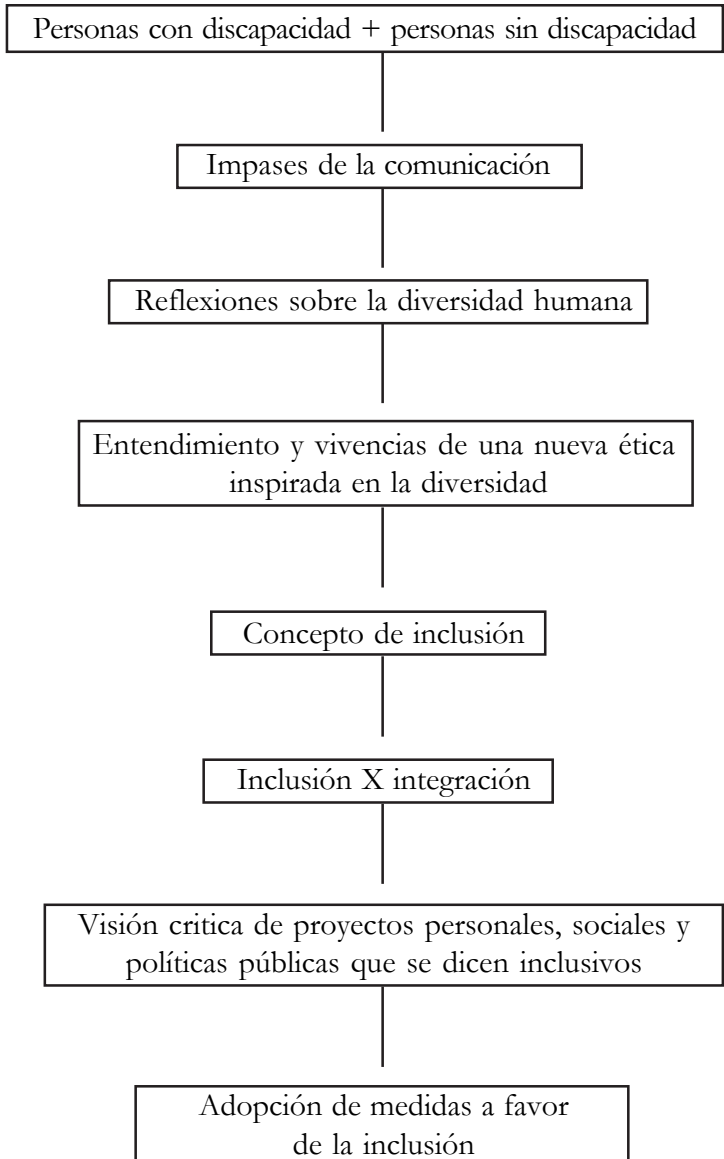 Personas con discapacidad + personas sin discapacidad
Impases de la comunicación
Reflexiones sobre la diversidad humana
Entendimiento y vivencias de una nueva ética
inspirada en la diversidad
Concepto de inclusión
Inclusión X integración
Visión critica de proyectos personales, sociales y
políticas públicas que se dicen inclusivos
Adopción de medidas a favor
de la inclusión